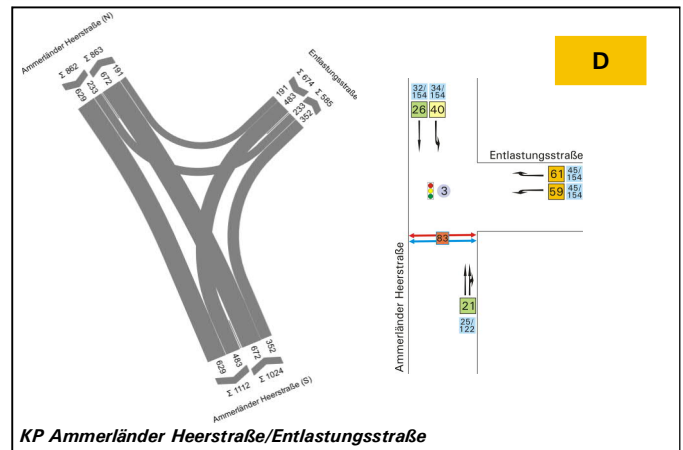 Ammerländer Heerstraße (N)
Σ 862
Σ 863
629
233
672
191
Entlastungsstraße
Σ 674
Σ 585
191
483
233
352
629
483
672
352
Σ 1112
Σ 1024
Ammerländer Heerstraße (S)
D
32/
154
34/
154
26
40
Entlastungsstraße
61
45/
154
59
45/
154
3
83
Ammerländer Heerstraße
21
25/
122
KP Ammerländer Heerstraße/Entlastungsstraße